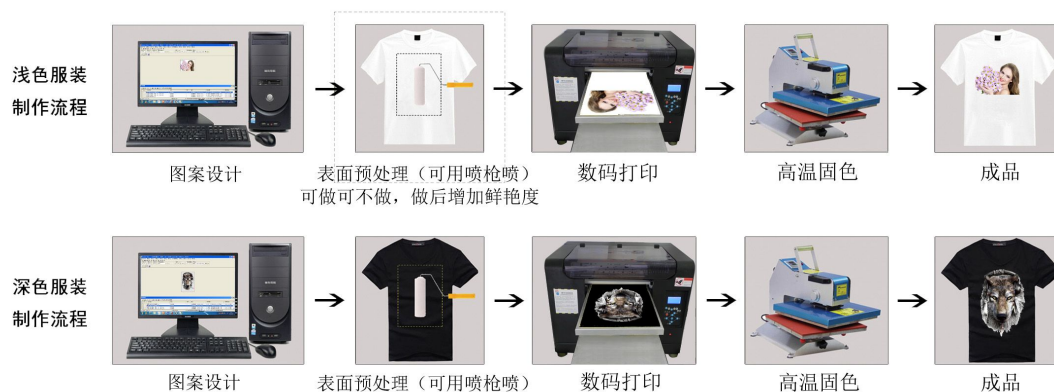 浅色服装
制作流程
图案设计
表面预处理（可用喷枪喷）
可做可不做，做后增加鲜艳度
数码打印
高温固色
成品
深色服装
制作流程
图案设计
表面预处理（可用喷枪喷）
数码打印
高温固色
成品